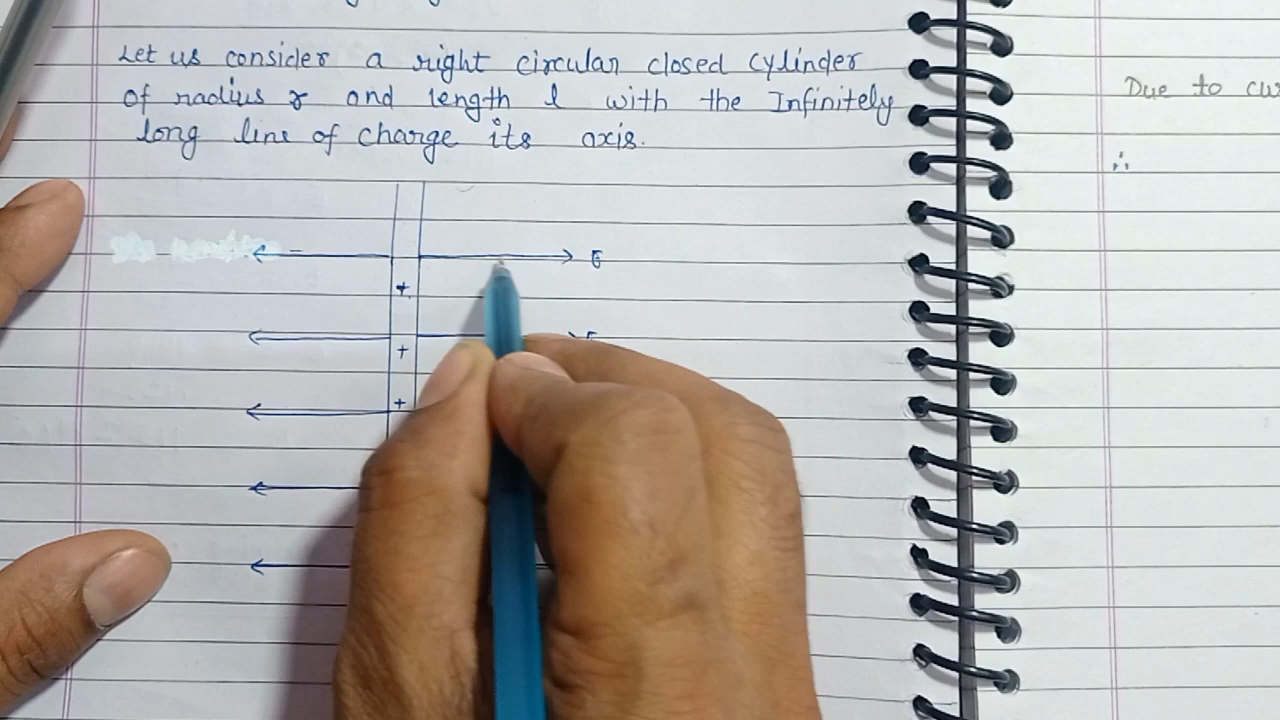 Let us consider a right circular closed cylinder
of radius r and length l with the Infinitely
long line of charge its axis.
E
+
+
+
Due to
∴